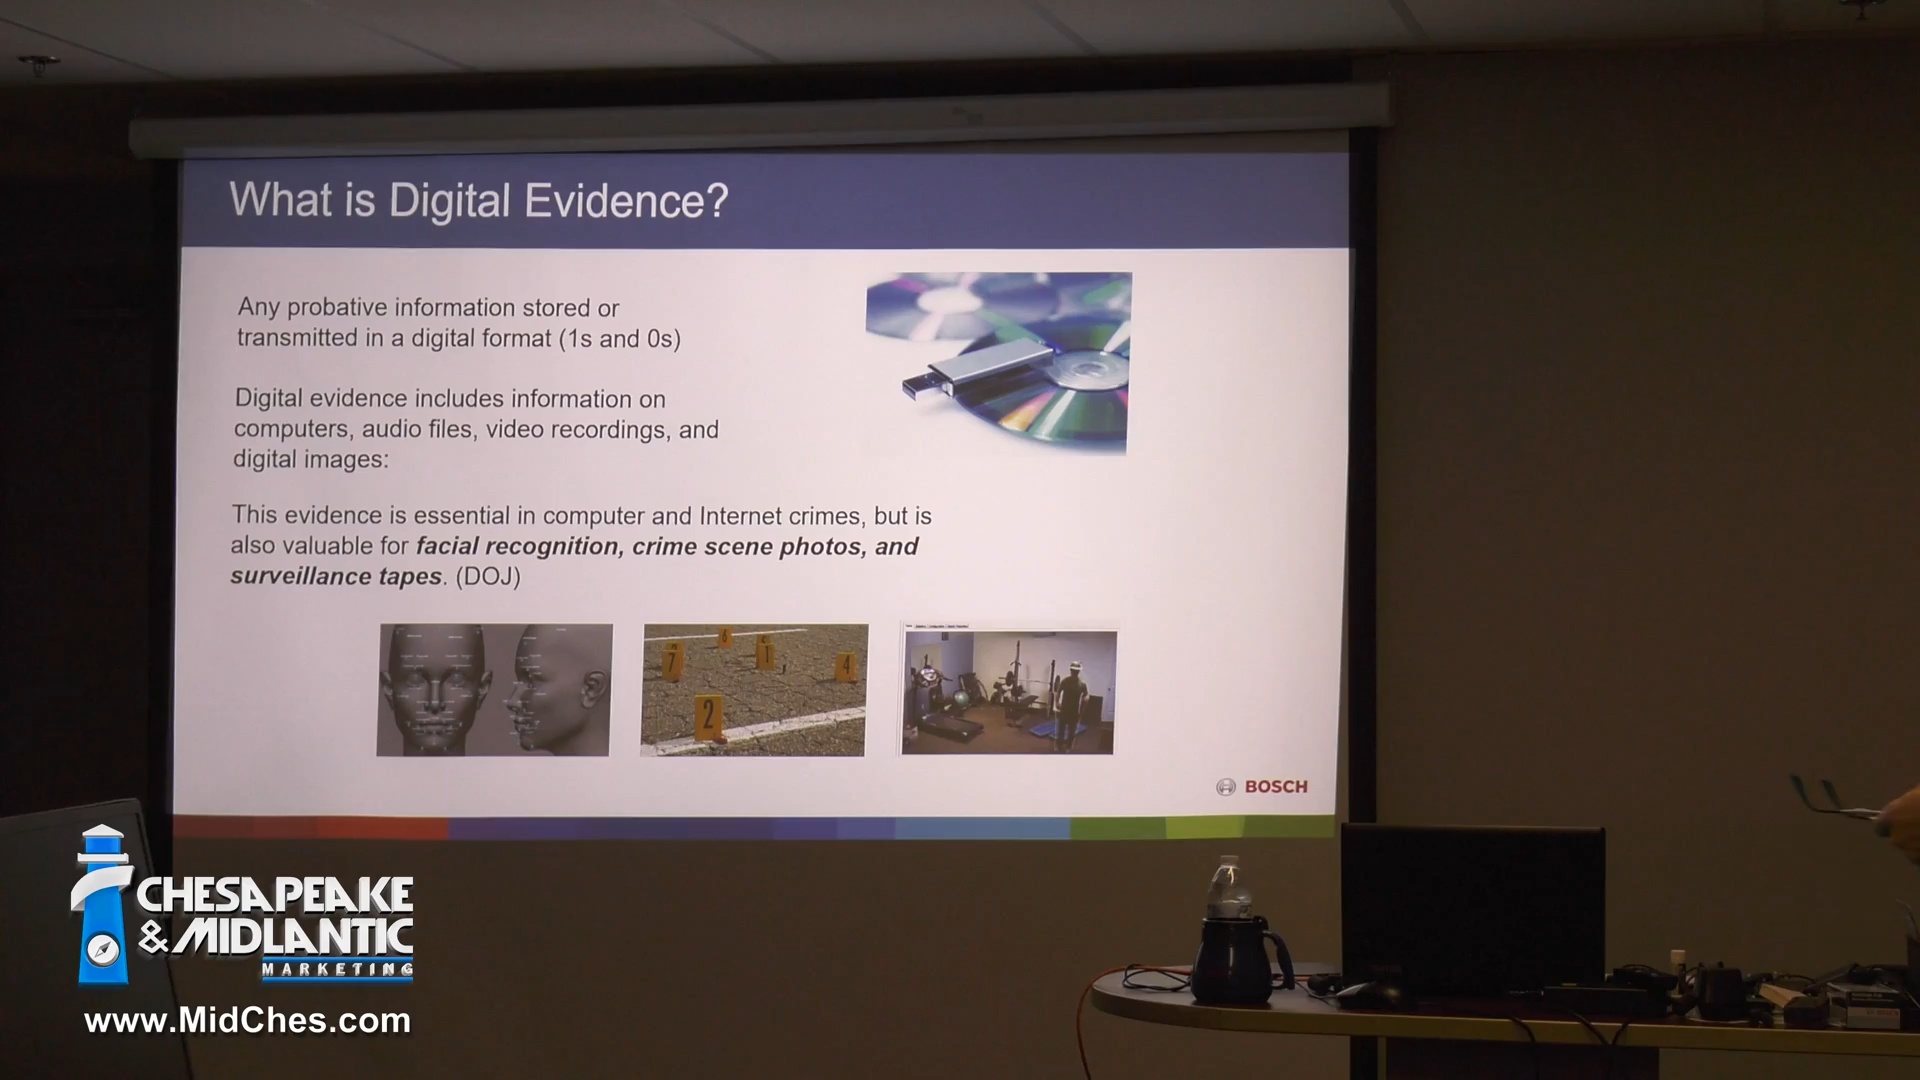 What is Digital Evidence?
Any probative information stored or
transmitted in a digital format (1s and 0s)
Digital evidence includes information on
computers, audio files, video recordings, and
digital images:
This evidence is essential in computer and Internet crimes, but is
also valuable for facial recognition, crime scene photos, and
surveillance tapes. (DOJ)
7
6
1
4
2
BOSCH
CHESAPEAKE
& MIDLANTIC
MARKETING
www.MidChes.com